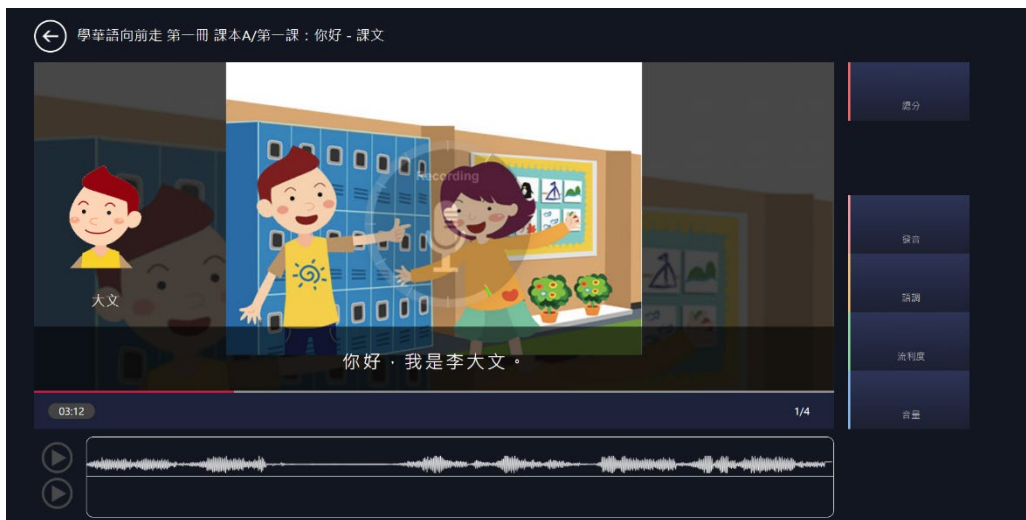 學華語向前走 第一冊 課本A/第一課：你好 - 課文
Recording
大文
你好，我是李大文。
03:12
1/4
總分
發音
語調
流利度
音量